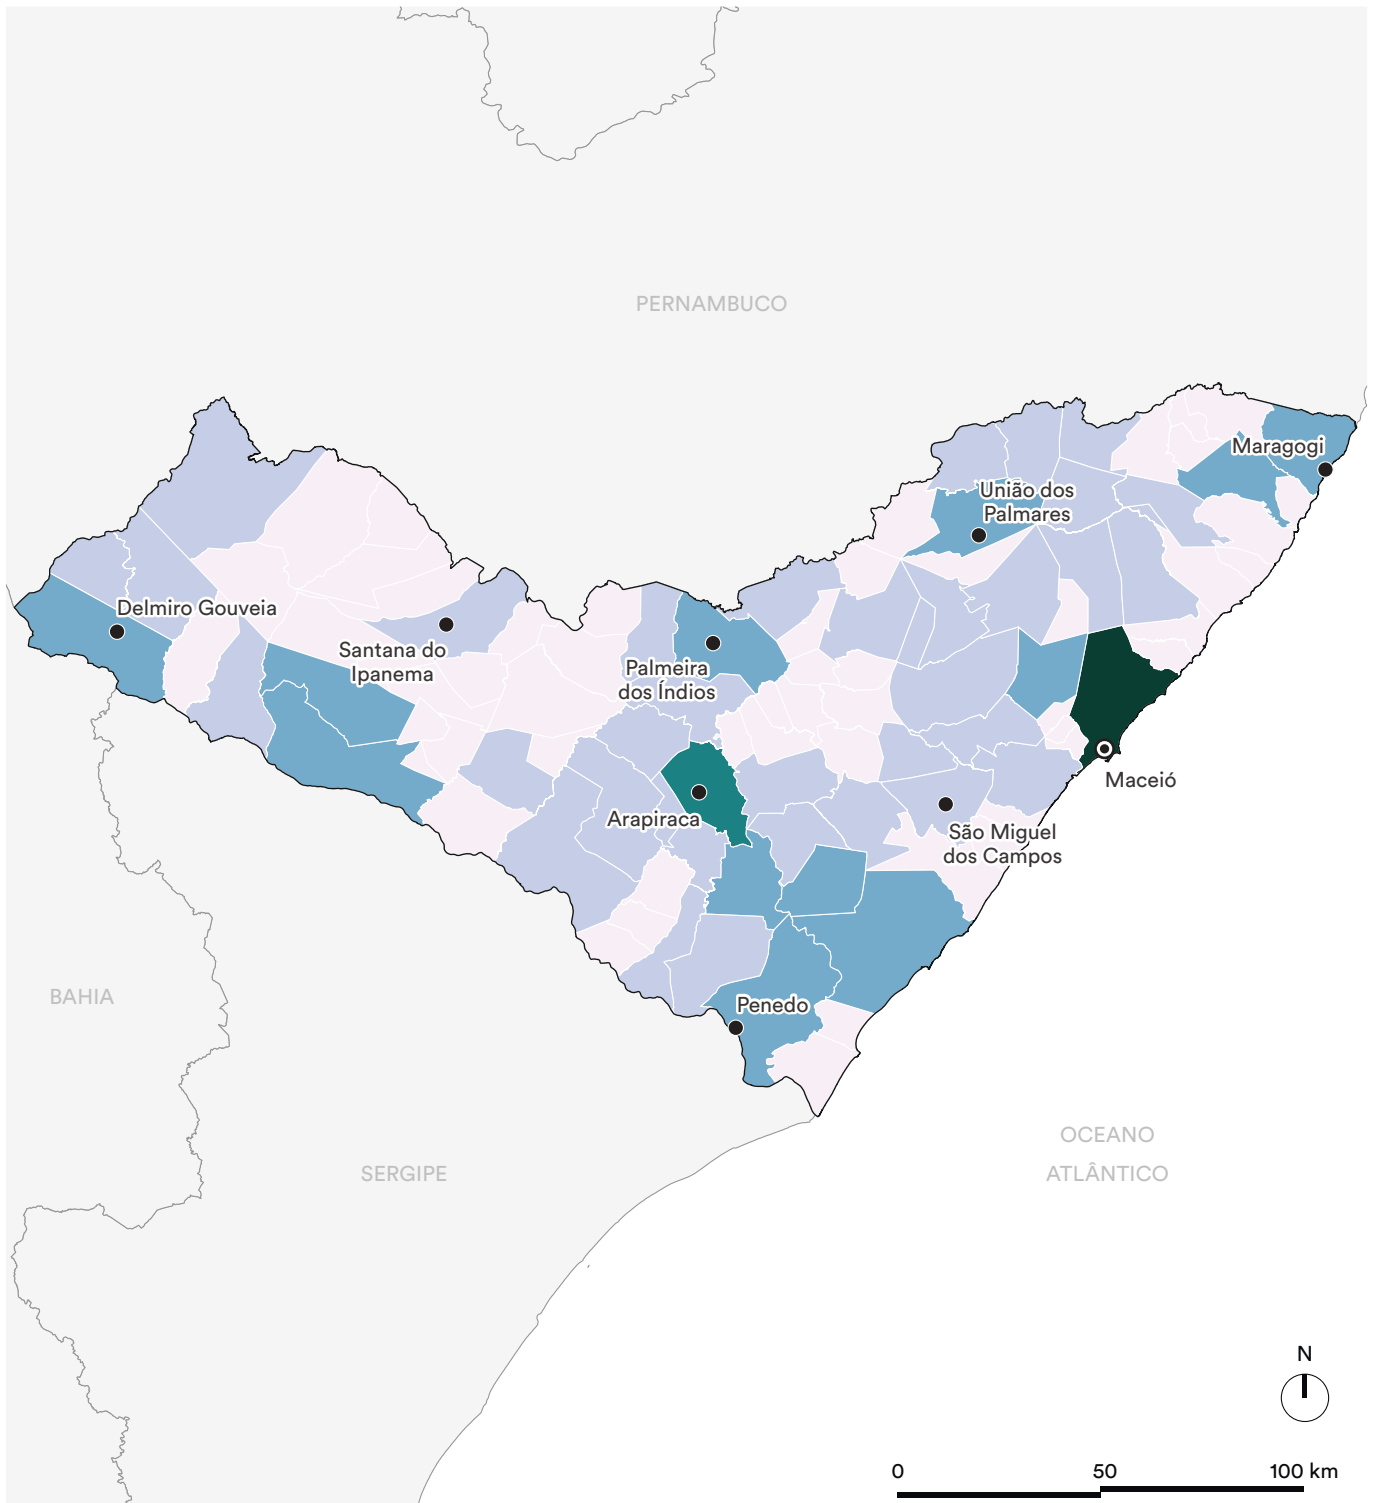 PERNAMBUCO
Maragogi
União dos
Palmares
Delmiro Gouveia
Santana do
Ipanema
Palmeira
dos Índios
Maceió
Arapiraca
São Miguel
dos Campos
BAHIA
Penedo
OCEANO
ATLÂNTICO
SERGIPE
N
0 50 100 km